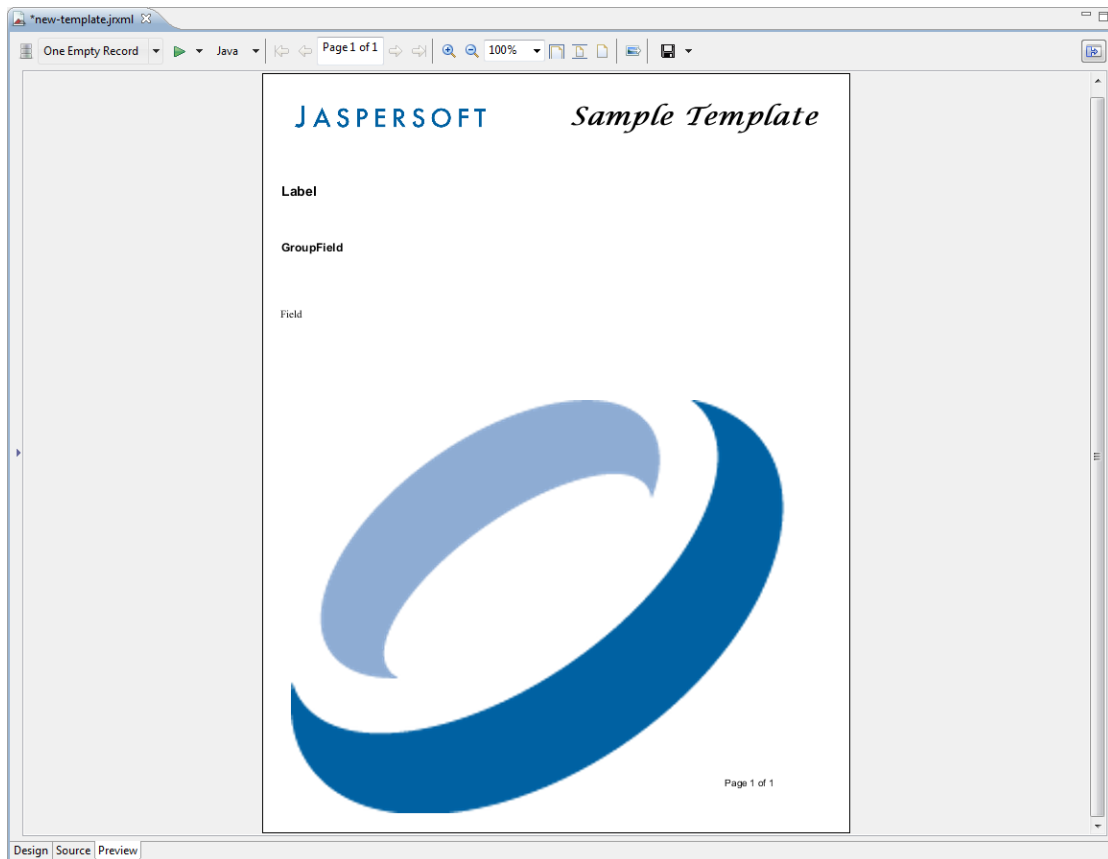 *new-template.jrxml
One Empty Record Java Page 1 of 1 100%
JASPERSOFT Sample Template
Label
GroupField
Field
Page 1 of 1
Design Source Preview